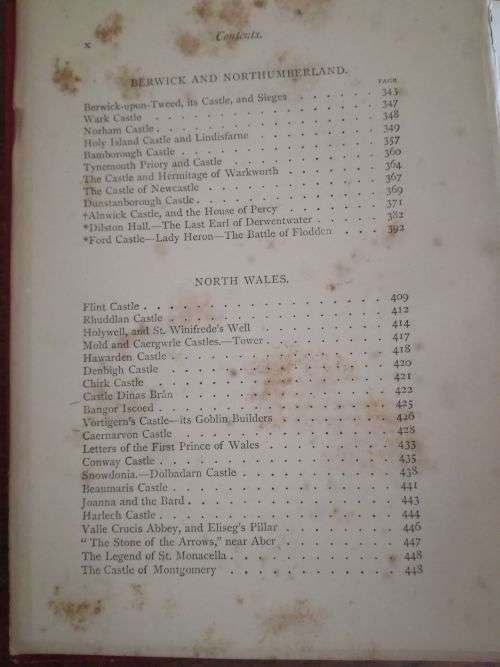 x
Contents.
BERWICK AND NORTHUMBERLAND.
PAGE
Berwick-upon-Tweed, its Castle, and Sieges . . . . . . 343
Wark Castle . . . . . . . . . . . . 347
Norham Castle . . . . . . . . . . . . 348
Holy Island Castle and Lindisfarne . . . . . . . . 349
Bamborough Castle . . . . . . . . . . . 357
Tynemouth Priory and Castle . . . . . . . . . 360
The Castle and Hermitage of Warkworth . . . . . . 364
The Castle of Newcastle . . . . . . . . . . 367
Dunstanborough Castle . . . . . . . . . . 369
†Alnwick Castle, and the House of Percy . . . . . . 371
*Dilston Hall.—The Last Earl of Derwentwater . . . . . 382
*Ford Castle—Lady Heron—The Battle of Flodden . . . 392
NORTH WALES.
Flint Castle . . . . . . . . . . . . 409
Rhuddlan Castle . . . . . . . . . . . 412
Holywell, and St. Winifrede's Well . . . . . . . 414
Mold and Caergwrle Castles.—Tower . . . . . . . 417
Hawarden Castle . . . . . . . . . . . 418
Denbigh Castle . . . . . . . . . . . 420
Chirk Castle . . . . . . . . . . . . 421
Castle Dinas Brân . . . . . . . . . . . 422
Bangor Iscoed . . . . . . . . . . . . 425
Vortigern's Castle—its Goblin Builders . . . . . . 426
Caernarvon Castle . . . . . . . . . . . 428
Letters of the First Prince of Wales . . . . . . . 433
Conway Castle . . . . . . . . . . . . 435
Snowdonia.—Dolbadarn Castle . . . . . . . . 438
Beaumaris Castle . . . . . . . . . . . 441
Joanna and the Bard . . . . . . . . . . 443
Harlech Castle . . . . . . . . . . . . 444
Valle Crucis Abbey, and Eliseg's Pillar . . . . . . 446
" The Stone of the Arrows," near Aber . . . . . . 447
The Legend of St. Monacella . . . . . . . . . 448
The Castle of Montgomery . . . . . . . . . 448